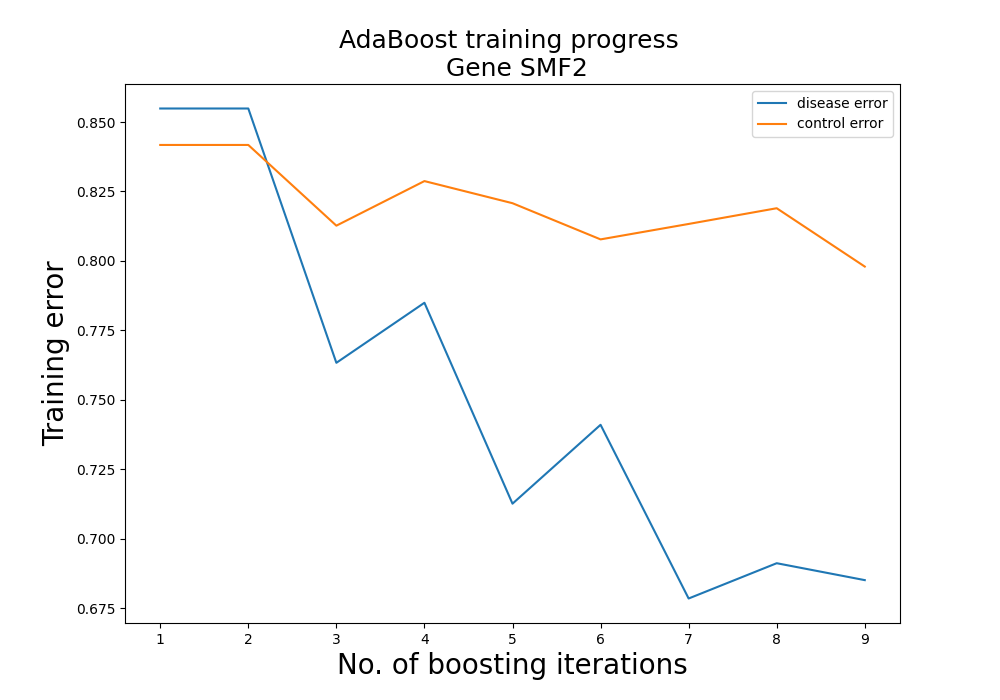 AdaBoost training progress
Gene SMF2
disease error
control error
0.850
0.825
0.800
0.775
0.750
0.725
0.700
0.675
Training error
1 2 3 4 5 6 7 8 9
No. of boosting iterations